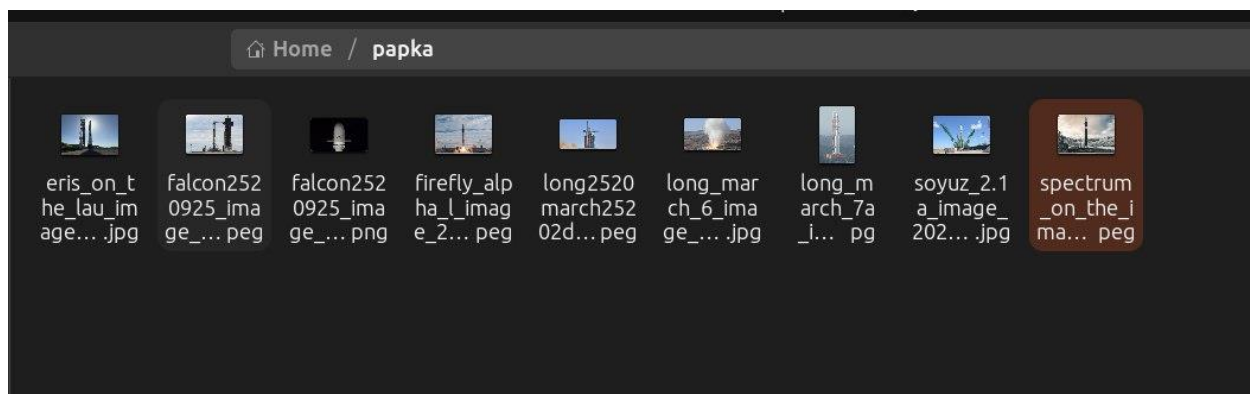 Home / papka
eris_on_t
he_lau_im
age... .jpg
falcon252
0925_ima
ge_... peg
falcon252
0925_ima
ge_... png
firefly_alp
ha_l_imag
e_2... peg
long2520
march252
02d... peg
long_mar
ch_6_ima
ge_... .jpg
long_m
arch_7a
_i... pg
soyuz_2.1
a_image_
202... .jpg
spectrum
_on_the_i
ma... peg